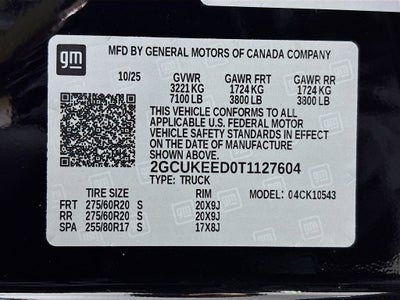 gm
MFD BY GENERAL MOTORS OF CANADA COMPANY
10/25 GVWR GAWR FRT GAWR RR
3221 KG 1724 KG 1724 KG
7100 LB 3800 LB 3800 LB
THIS VEHICLE CONFORMS TO ALL
APPLICABLE U.S. FEDERAL MOTOR
VEHICLE SAFETY STANDARDS IN EFFECT
ON THE DATE OF MANUFACTURE
SHOWN ABOVE.
2GCUKEED0T1127604
TYPE: TRUCK
TIRE SIZE RIM MODEL: 04CK10543
FRT 275/60R20 S 20X9J
RR 275/60R20 S 20X9J
SPA 255/80R17 S 17X8J